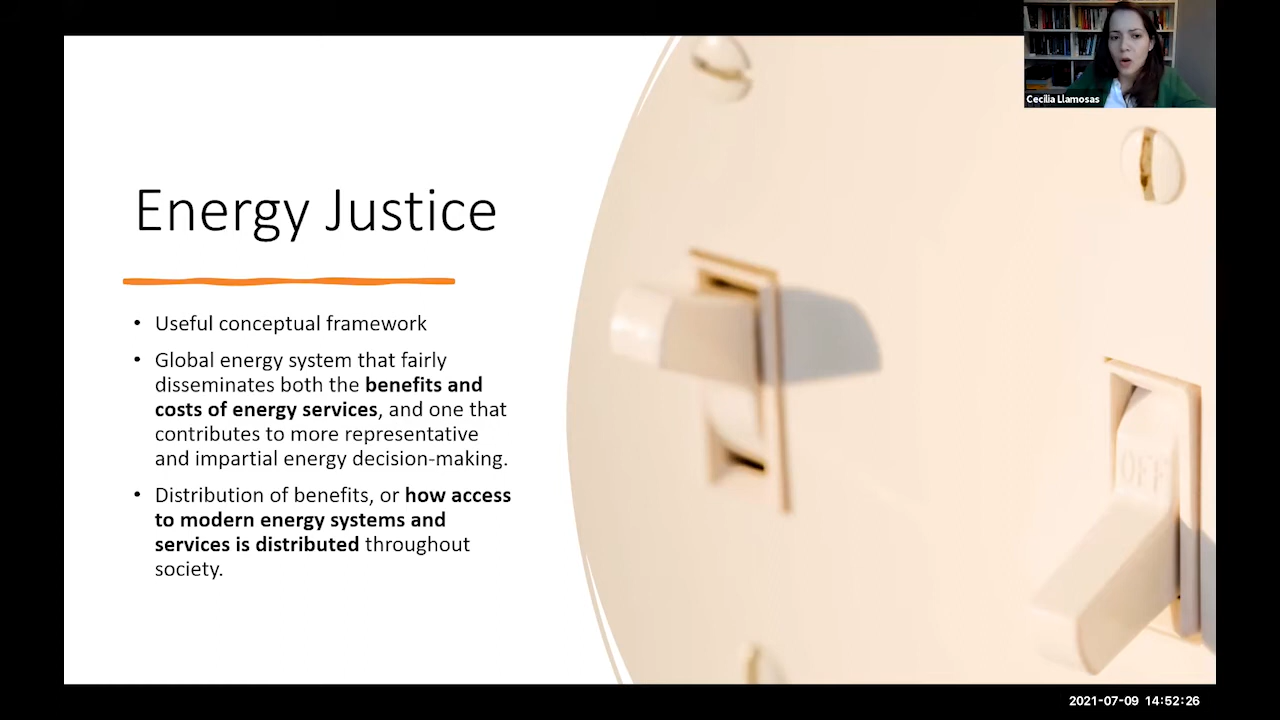 Cecilia Llamosas
Energy Justice
• Useful conceptual framework
• Global energy system that fairly
disseminates both the benefits and
costs of energy services, and one that
contributes to more representative
and impartial energy decision-making.
• Distribution of benefits, or how access
to modern energy systems and
services is distributed throughout
society.
OFF
2021-07-09 14:52:26